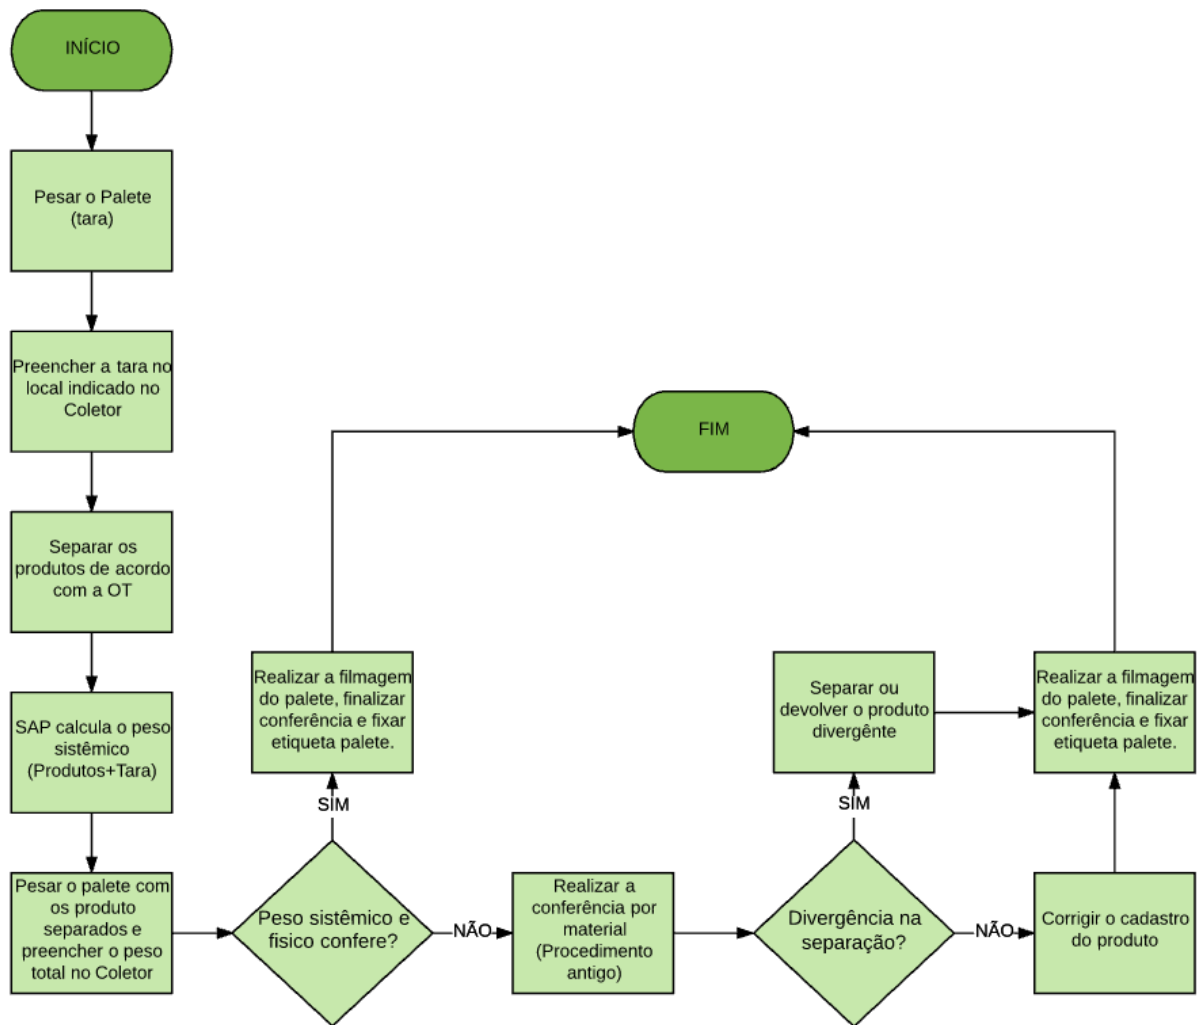 INÍCIO
Pesar o Palete
(tara)
Preencher a tara no
local indicado no
Coletor
Separar os
produtos de acordo
com a OT
SAP calcula o peso
sistêmico
(Produtos+Tara)
Pesar o palete com
os produto
separados e
preencher o peso
total no Coletor
Peso sistêmico e
fisico confere?
SIM
Realizar a filmagem
do palete, finalizar
conferência e fixar
etiqueta palete.
NÃO
Realizar a
conferência por
material
(Procedimento
antigo)
Divergência na
separação?
SIM
Separar ou
devolver o produto
divergênte
NÃO
Corrigir o cadastro
do produto
Realizar a filmagem
do palete, finalizar
conferência e fixar
etiqueta palete.
FIM